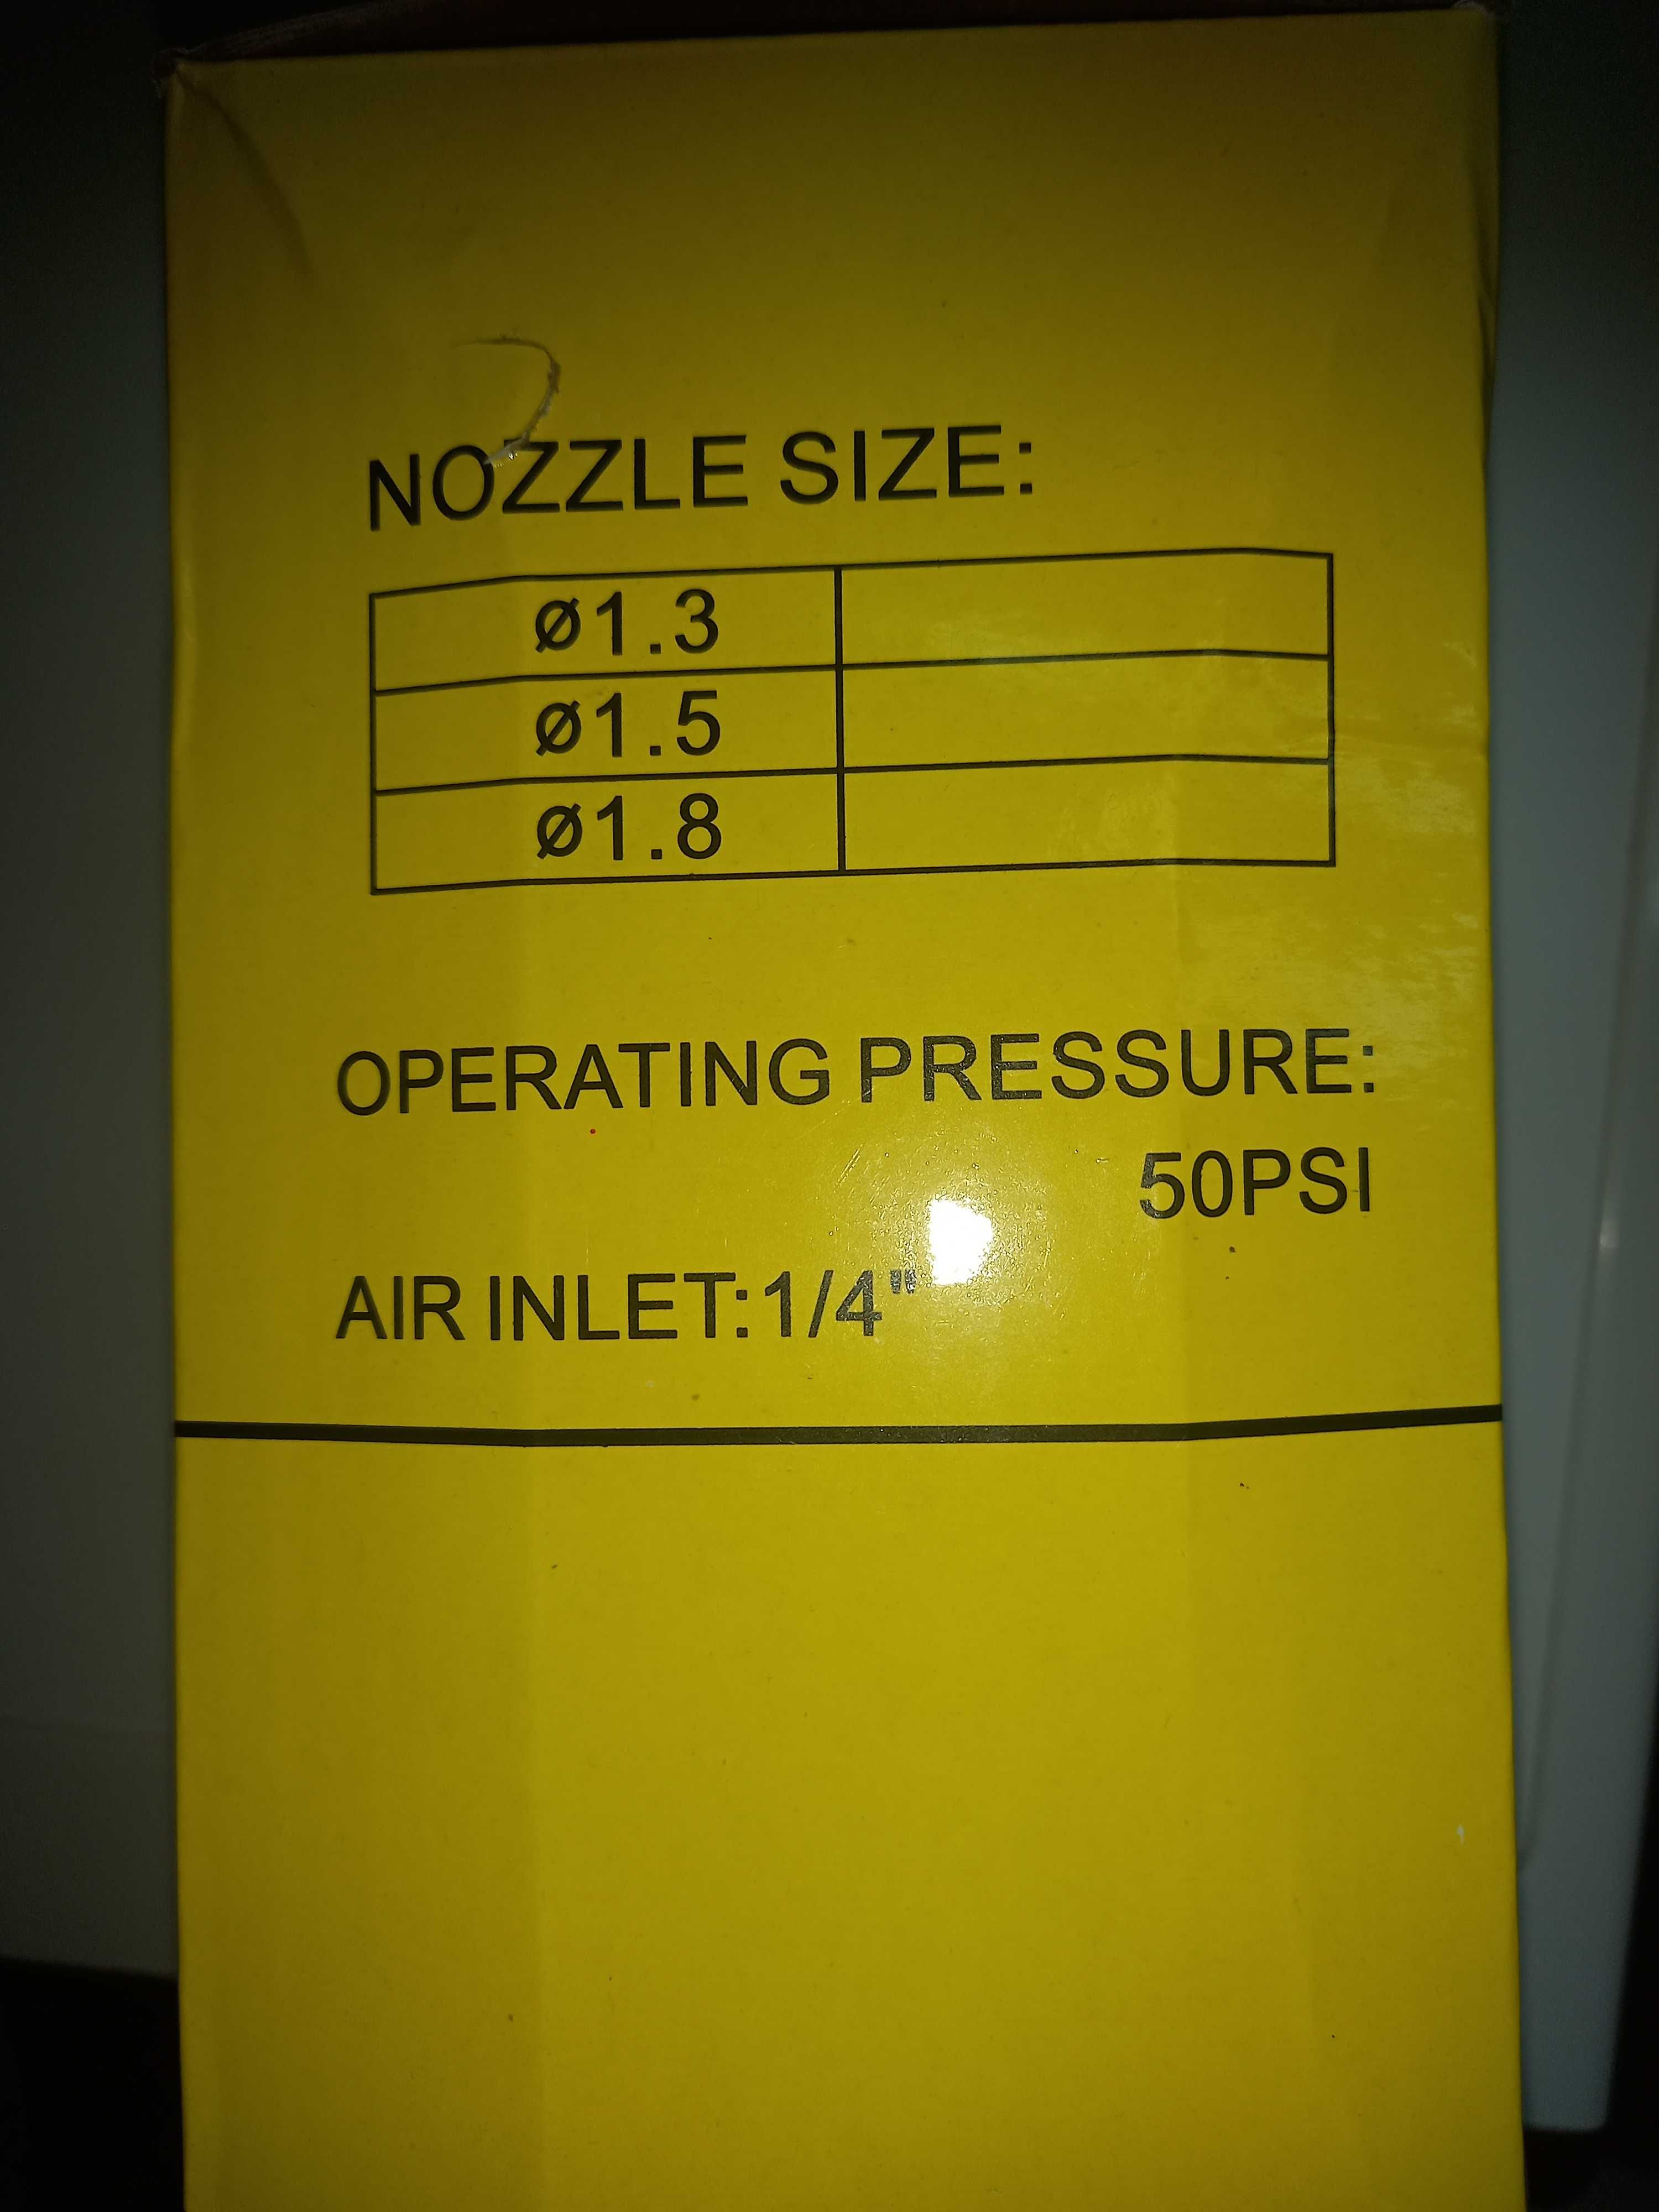 NOZZLE SIZE:
ø1.3
ø1.5
ø1.8
OPERATING PRESSURE:
50PSI
AIR INLET:1/4"